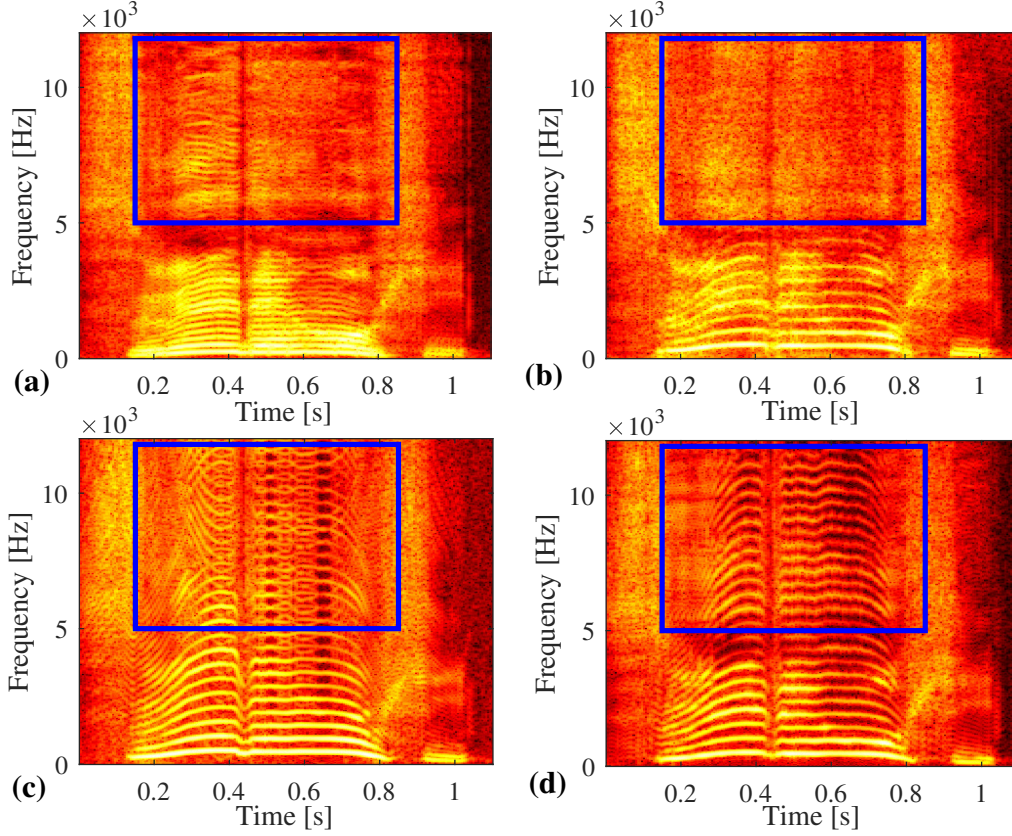 ×10³ ×10³
Frequency [Hz] 10 5 0 Frequency [Hz] 10 5 0
0.2 0.4 0.6 0.8 1 0.2 0.4 0.6 0.8 1
(a) Time [s] (b) Time [s]
×10³ ×10³
Frequency [Hz] 10 5 0 Frequency [Hz] 10 5 0
0.2 0.4 0.6 0.8 1 0.2 0.4 0.6 0.8 1
(c) Time [s] (d) Time [s]